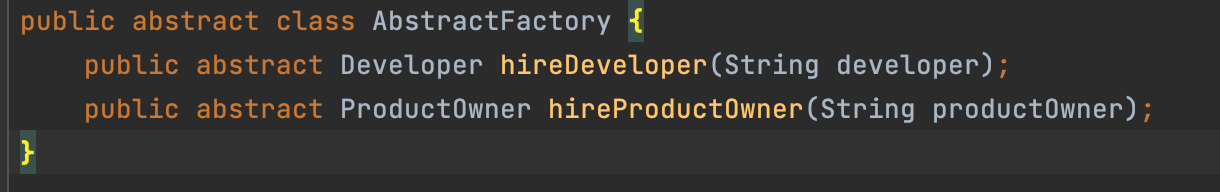 public abstract class AbstractFactory {
    public abstract Developer hireDeveloper(String developer);
    public abstract ProductOwner hireProductOwner(String productOwner);
}